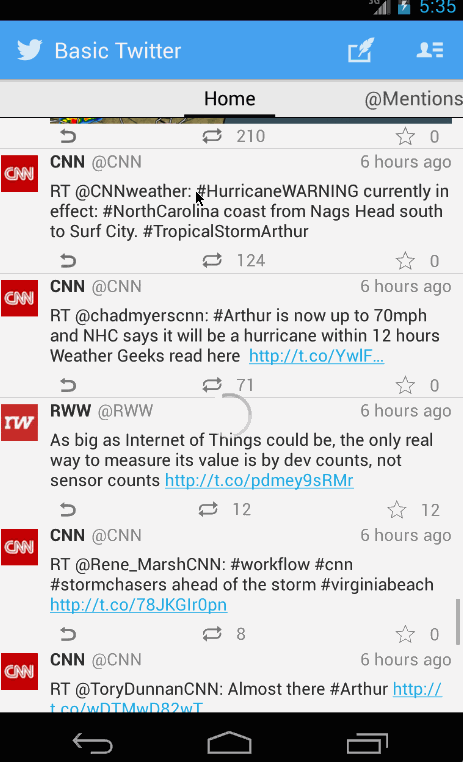 3G 5:35
Basic Twitter
Home @Mentions
210 0
CNN CNN @CNN 6 hours ago
RT @CNNweather: #HurricaneWARNING currently in
effect: #NorthCarolina coast from Nags Head south
to Surf City. #TropicalStormArthur
124 0
CNN CNN @CNN 6 hours ago
RT @chadmyerscnn: #Arthur is now up to 70mph
and NHC says it will be a hurricane within 12 hours
Weather Geeks read here http://t.co/YwlF...
71 0
rw RWW @RWW 6 hours ago
As big as Internet of Things could be, the only real
way to measure its value is by dev counts, not
sensor counts http://t.co/pdmey9sRMr
12 12
CNN CNN @CNN 6 hours ago
RT @Rene_MarshCNN: #workflow #cnn
#stormchasers ahead of the storm #virginiabeach
http://t.co/78JKGIr0pn
8 0
CNN CNN @CNN 6 hours ago
RT @ToryDunnanCNN: Almost there #Arthur http://
t.co/wDTMwD82wT